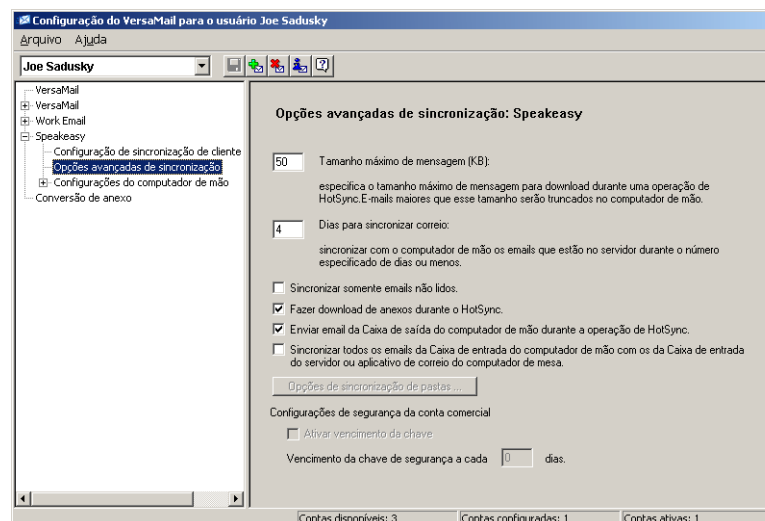 Configuração do VersaMail para o usuário Joe Sadusky
Arquivo Ajuda
Joe Sadusky
VersaMail
VersaMail
Work Email
Speakeasy
Configuração de sincronização de cliente
Opções avançadas de sincronização
Configurações do computador de mão
Conversão de anexo
Opções avançadas de sincronização: Speakeasy
50 Tamanho máximo de mensagem (KB):
especifica o tamanho máximo de mensagem para download durante uma operação de
HotSync.E-mails maiores que esse tamanho serão truncados no computador de mão.
4 Dias para sincronizar correio:
sincronizar com o computador de mão os emails que estão no servidor durante o número
especificado de dias ou menos.
Sincronizar somente emails não lidos.
Fazer download de anexos durante o HotSync.
Enviar email da Caixa de saída do computador de mão durante a operação de HotSync.
Sincronizar todos os emails da Caixa de entrada do computador de mão com os da Caixa de entrada
do servidor ou aplicativo de correio do computador de mesa.
Opções de sincronização de pastas ...
Configurações de segurança da conta comercial
Ativar vencimento da chave
Vencimento da chave de segurança a cada 0 dias.
Contas disponíveis: 3 Contas configuradas: 1 Contas ativas: 1